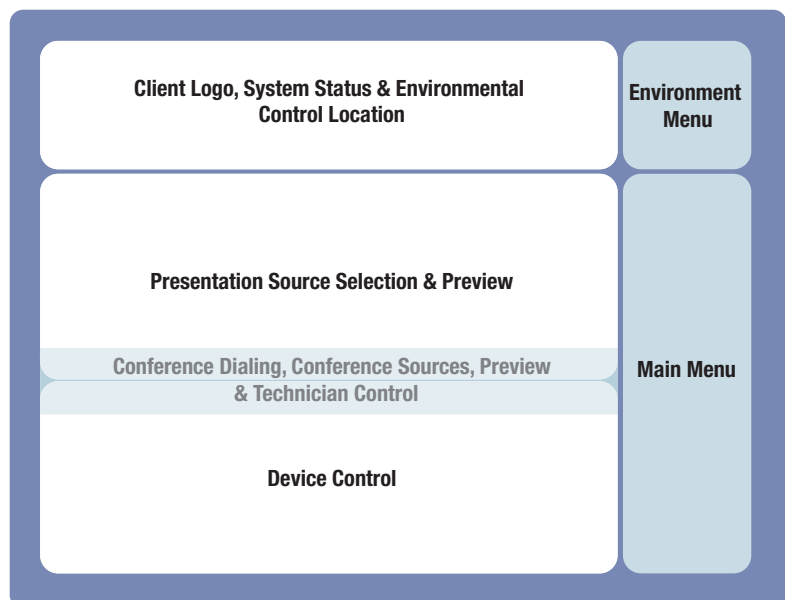 Client Logo, System Status & Environmental
Control Location
Environment
Menu
Presentation Source Selection & Preview
Conference Dialing, Conference Sources, Preview
& Technician Control
Main Menu
Device Control